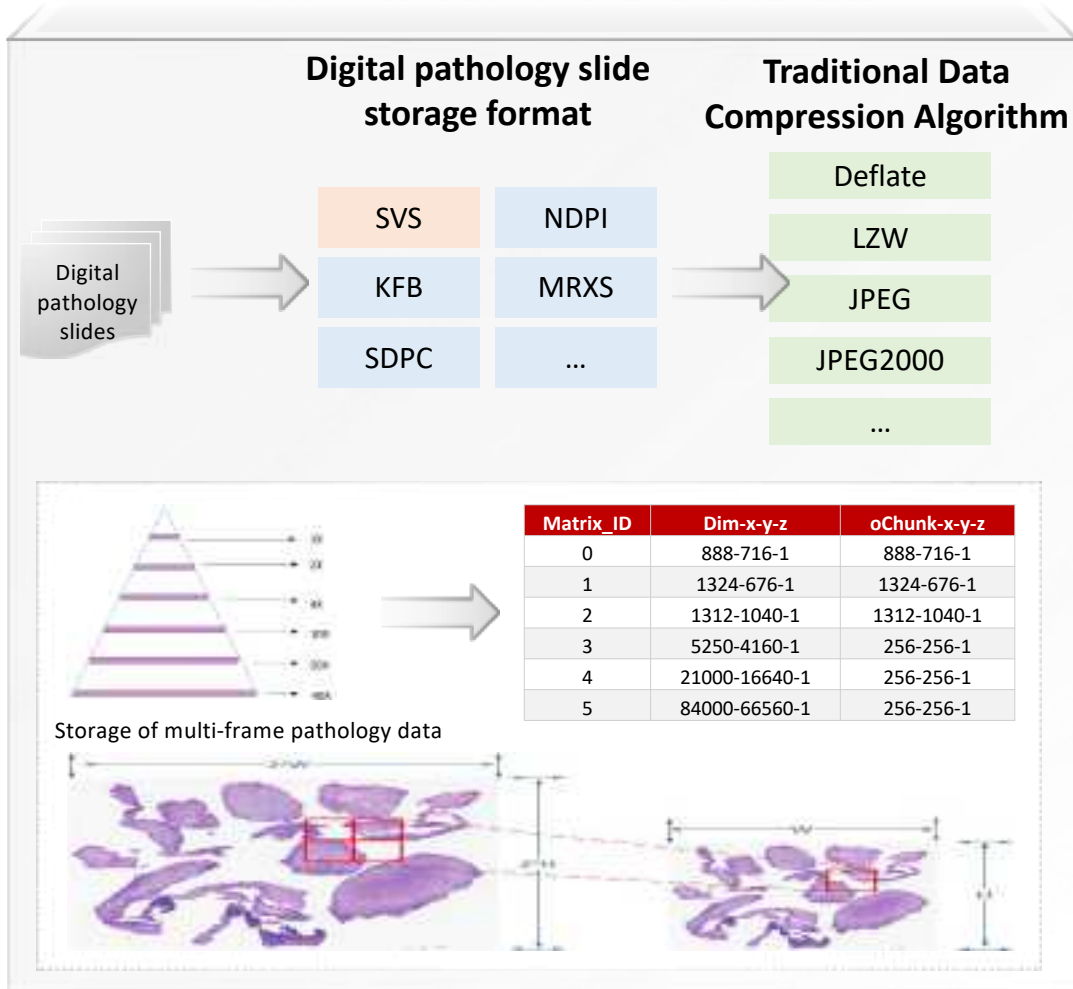 Digital pathology slide
storage format
Traditional Data
Compression Algorithm
Digital
pathology
slides
SVS
NDPI
KFB
MRXS
SDPC
...
Deflate
LZW
JPEG
JPEG2000
...
Matrix_ID Dim-x-y-z oChunk-x-y-z
0 888-716-1 888-716-1
1 1324-676-1 1324-676-1
2 1312-1040-1 1312-1040-1
3 5250-4160-1 256-256-1
4 21000-16640-1 256-256-1
5 84000-66560-1 256-256-1
Storage of multi-frame pathology data